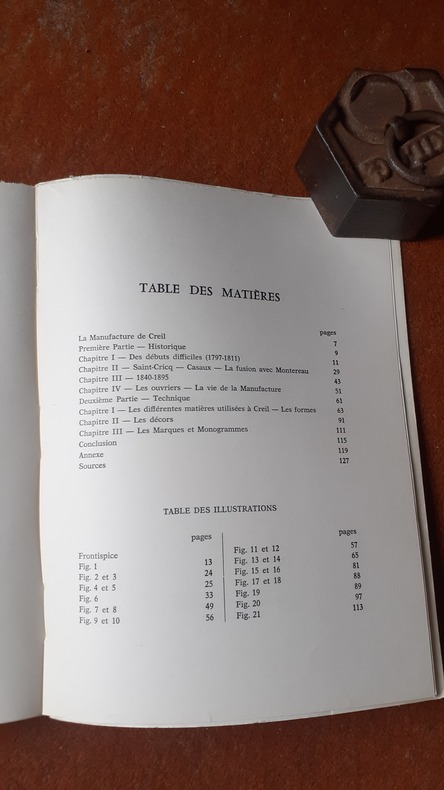 TABLE DES MATIÈRES
pages
La Manufacture de Creil 7
Première Partie — Historique 9
Chapitre I — Des débuts difficiles (1797-1811) 11
Chapitre II — Saint-Cricq — Casaux — La fusion avec Montereau 29
Chapitre III — 1840-1895 43
Chapitre IV — Les ouvriers — La vie de la Manufacture 51
Deuxième Partie — Technique 61
Chapitre I — Les différentes matières utilisées à Creil — Les formes 63
Chapitre II — Les décors 91
Chapitre III — Les Marques et Monogrammes 111
Conclusion 115
Annexe 119
Sources 127
TABLE DES ILLUSTRATIONS
pages
Frontispice
Fig. 1 13
Fig. 2 et 3 24
Fig. 4 et 5 25
Fig. 6 33
Fig. 7 et 8 49
Fig. 9 et 10 56
pages
Fig. 11 et 12 57
Fig. 13 et 14 65
Fig. 15 et 16 81
Fig. 17 et 18 88
Fig. 19 89
Fig. 20 97
Fig. 21 113